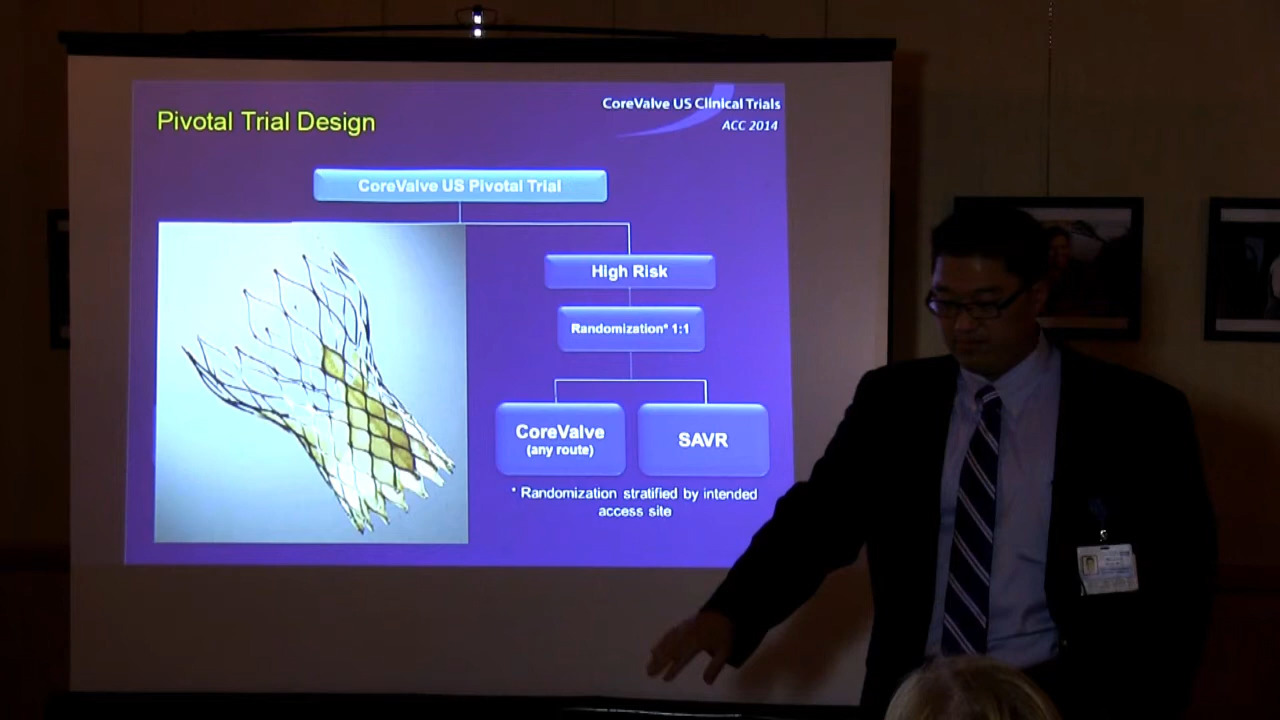 Pivotal Trial Design
CoreValve US Clinical Trials
ACC 2014
CoreValve US Pivotal Trial
High Risk
Randomization* 1:1
CoreValve
(any route)
SAVR
* Randomization stratified by intended
access site